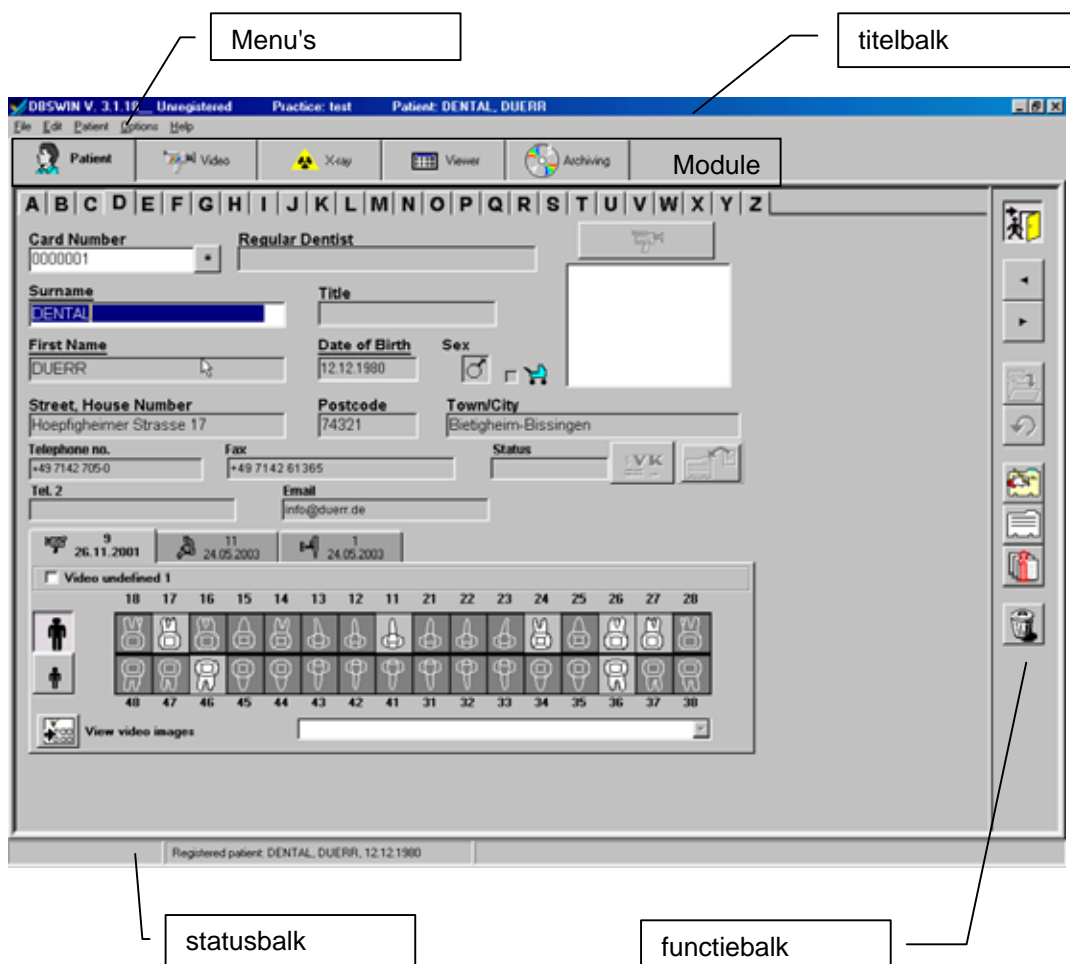 Menu's titelbalk
DBSWIN V. 3.1.10__ Unregistered Practice: test Patient: DENTAL, DUERR
File Edit Patient Options Help
Patient Video X-ray Viewer Archiving Module
A B C D E F G H I J K L M N O P Q R S T U V W X Y Z
Card Number Regular Dentist
0000001
Surname Title
DENTAL
First Name Date of Birth Sex
DUERR 12.12.1980
Street, House Number Postcode Town/City
Hoepfigheimer Strasse 17 74321 Bietigheim-Bissingen
Telephone no. Fax Status
+49 7142 705-0 +49 7142 61365 VK
Tel. 2 Email
info@duerr.de
9 11 1
26.11.2001 24.05.2003 24.05.2003
Video undefined 1
18 17 16 15 14 13 12 11 21 22 23 24 25 26 27 28
48 47 46 45 44 43 42 41 31 32 33 34 35 36 37 38
View video images
Registered patient: DENTAL, DUERR, 12.12.1980
statusbalk functiebalk